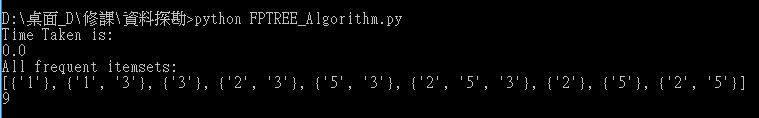 D:\桌面_D\修課\資料探勘>python FPTREE_Algorithm.py
Time Taken is:
0.0
All frequent itemsets:
[{'1'}, {'1', '3'}, {'3'}, {'2', '3'}, {'5', '3'}, {'2', '5', '3'}, {'2'}, {'5'}, {'2', '5'}]
9